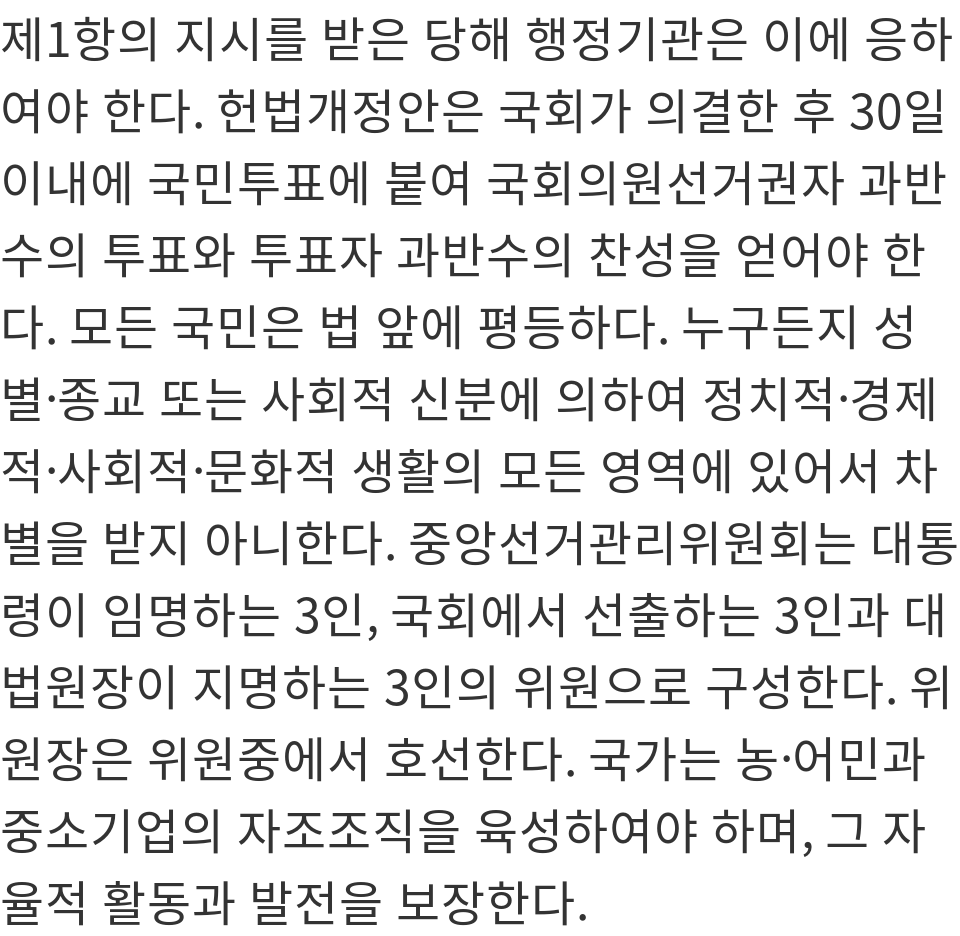 제1항의 지시를 받은 당해 행정기관은 이에 응하
여야 한다. 헌법개정안은 국회가 의결한 후 30일
이내에 국민투표에 붙여 국회의원선거권자 과반
수의 투표와 투표자 과반수의 찬성을 얻어야 한
다. 모든 국민은 법 앞에 평등하다. 누구든지 성
별·종교 또는 사회적 신분에 의하여 정치적·경제
적·사회적·문화적 생활의 모든 영역에 있어서 차
별을 받지 아니한다. 중앙선거관리위원회는 대통
령이 임명하는 3인, 국회에서 선출하는 3인과 대
법원장이 지명하는 3인의 위원으로 구성한다. 위
원장은 위원중에서 호선한다. 국가는 농·어민과
중소기업의 자조조직을 육성하여야 하며, 그 자
율적 활동과 발전을 보장한다.